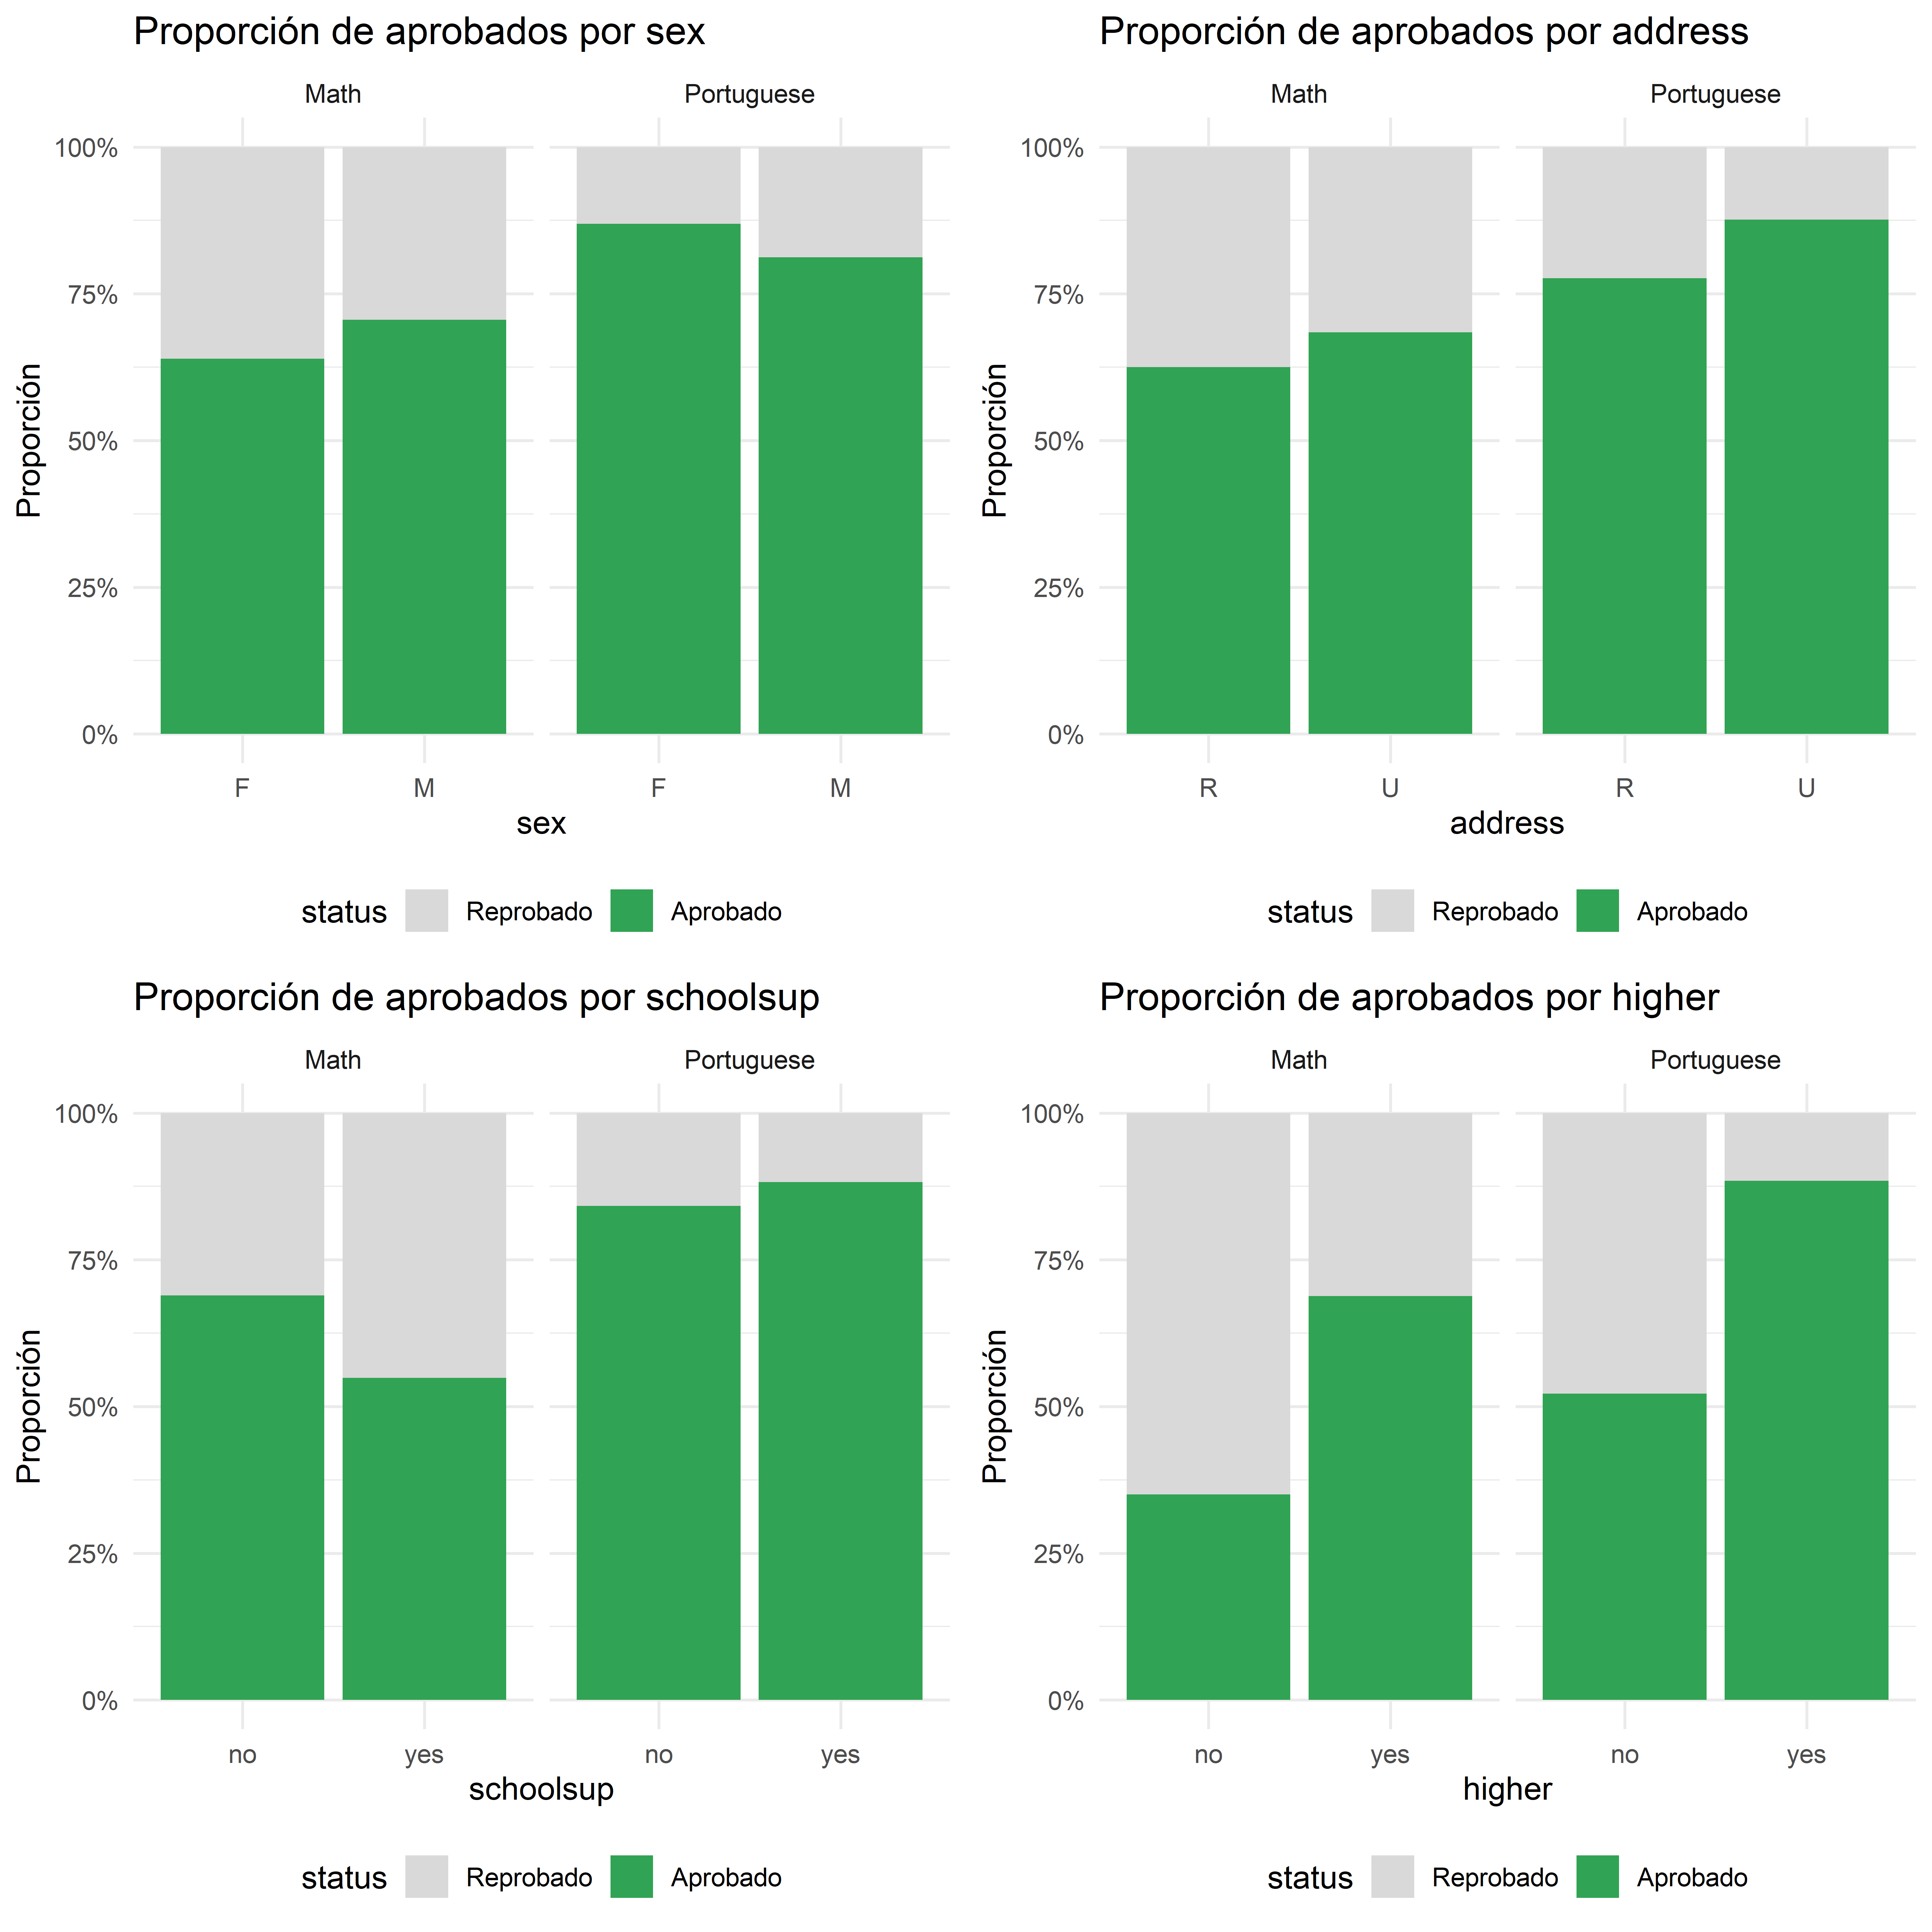 Proporción de aprobados por sex
Math Portuguese
100%
75%
50%
25%
0%
Proporción
F M F M
sex
status Reprobado Aprobado
Proporción de aprobados por address
Math Portuguese
100%
75%
50%
25%
0%
Proporción
R U R U
address
status Reprobado Aprobado
Proporción de aprobados por schoolsup
Math Portuguese
100%
75%
50%
25%
0%
Proporción
no yes no yes
schoolsup
status Reprobado Aprobado
Proporción de aprobados por higher
Math Portuguese
100%
75%
50%
25%
0%
Proporción
no yes no yes
higher
status Reprobado Aprobado